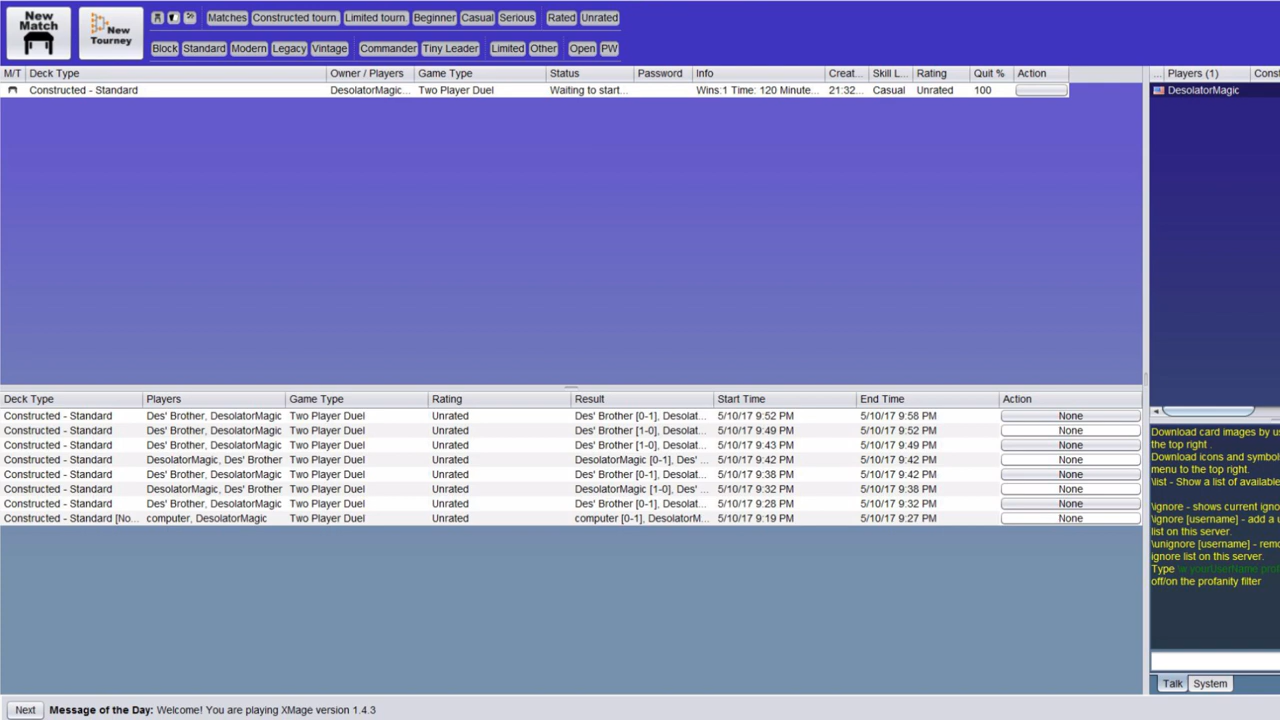 New Match
New Tourney
Matches Constructed tourn. Limited tourn. Beginner Casual Serious Rated Unrated
Block Standard Modern Legacy Vintage Commander Tiny Leader Limited Other Open PW
M/T Deck Type Owner / Players Game Type Status Password Info Creat... Skill L... Rating Quit % Action
Constructed - Standard DesolatorMagic... Two Player Duel Waiting to start... Wins:1 Time: 120 Minute... 21:32... Casual Unrated 100
... Players (1) Const
DesolatorMagic
Deck Type Players Game Type Rating Result Start Time End Time Action
Constructed - Standard Des' Brother, DesolatorMagic Two Player Duel Unrated Des' Brother [0-1], Desolat... 5/10/17 9:52 PM 5/10/17 9:58 PM None
Constructed - Standard Des' Brother, DesolatorMagic Two Player Duel Unrated Des' Brother [1-0], Desolat... 5/10/17 9:49 PM 5/10/17 9:52 PM None
Constructed - Standard Des' Brother, DesolatorMagic Two Player Duel Unrated Des' Brother [1-0], Desolat... 5/10/17 9:43 PM 5/10/17 9:49 PM None
Constructed - Standard DesolatorMagic, Des' Brother Two Player Duel Unrated DesolatorMagic [0-1], Des' ... 5/10/17 9:42 PM 5/10/17 9:42 PM None
Constructed - Standard Des' Brother, DesolatorMagic Two Player Duel Unrated Des' Brother [0-1], Desolat... 5/10/17 9:38 PM 5/10/17 9:42 PM None
Constructed - Standard DesolatorMagic, Des' Brother Two Player Duel Unrated DesolatorMagic [1-0], Des' ... 5/10/17 9:32 PM 5/10/17 9:38 PM None
Constructed - Standard Des' Brother, DesolatorMagic Two Player Duel Unrated Des' Brother [0-1], Desolat... 5/10/17 9:28 PM 5/10/17 9:32 PM None
Constructed - Standard [No... computer, DesolatorMagic Two Player Duel Unrated computer [0-1], DesolatorM... 5/10/17 9:19 PM 5/10/17 9:27 PM None
Download card images by us
the top right .
Download icons and symbols
menu to the top right.
\list - Show a list of available
\ignore - shows current igno
\ignore [username] - add a u
list on this server.
\unignore [username] - remo
ignore list on this server.
Type \w yourUserName prof
off/on the profanity filter
Talk System
Next Message of the Day: Welcome! You are playing XMage version 1.4.3